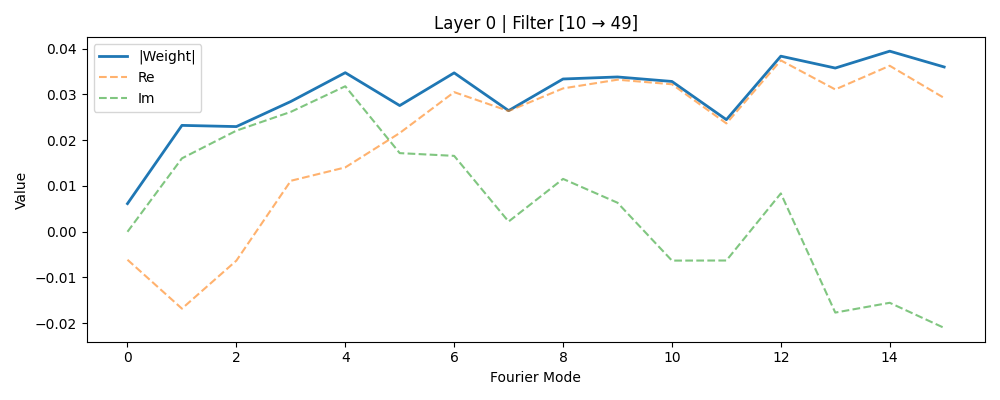 Layer 0 | Filter [10 → 49]
|Weight|
Re
Im
0.04
0.03
0.02
0.01
0.00
−0.01
−0.02
Value
0 2 4 6 8 10 12 14
Fourier Mode